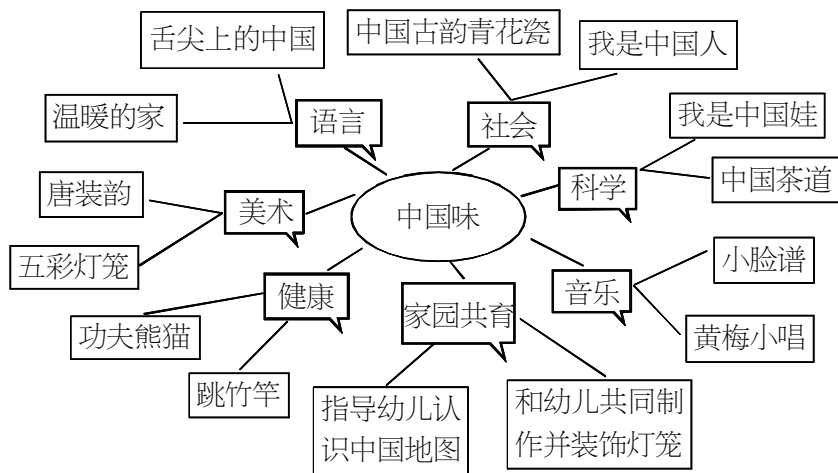 舌尖上的中国
中国古韵青花瓷
我是中国人
温暖的家
语言
社会
我是中国娃
唐装韵
美术
中国味
科学
中国茶道
五彩灯笼
小脸谱
健康
家园共育
音乐
功夫熊猫
黄梅小唱
跳竹竿
指导幼儿认
识中国地图
和幼儿共同制
作并装饰灯笼